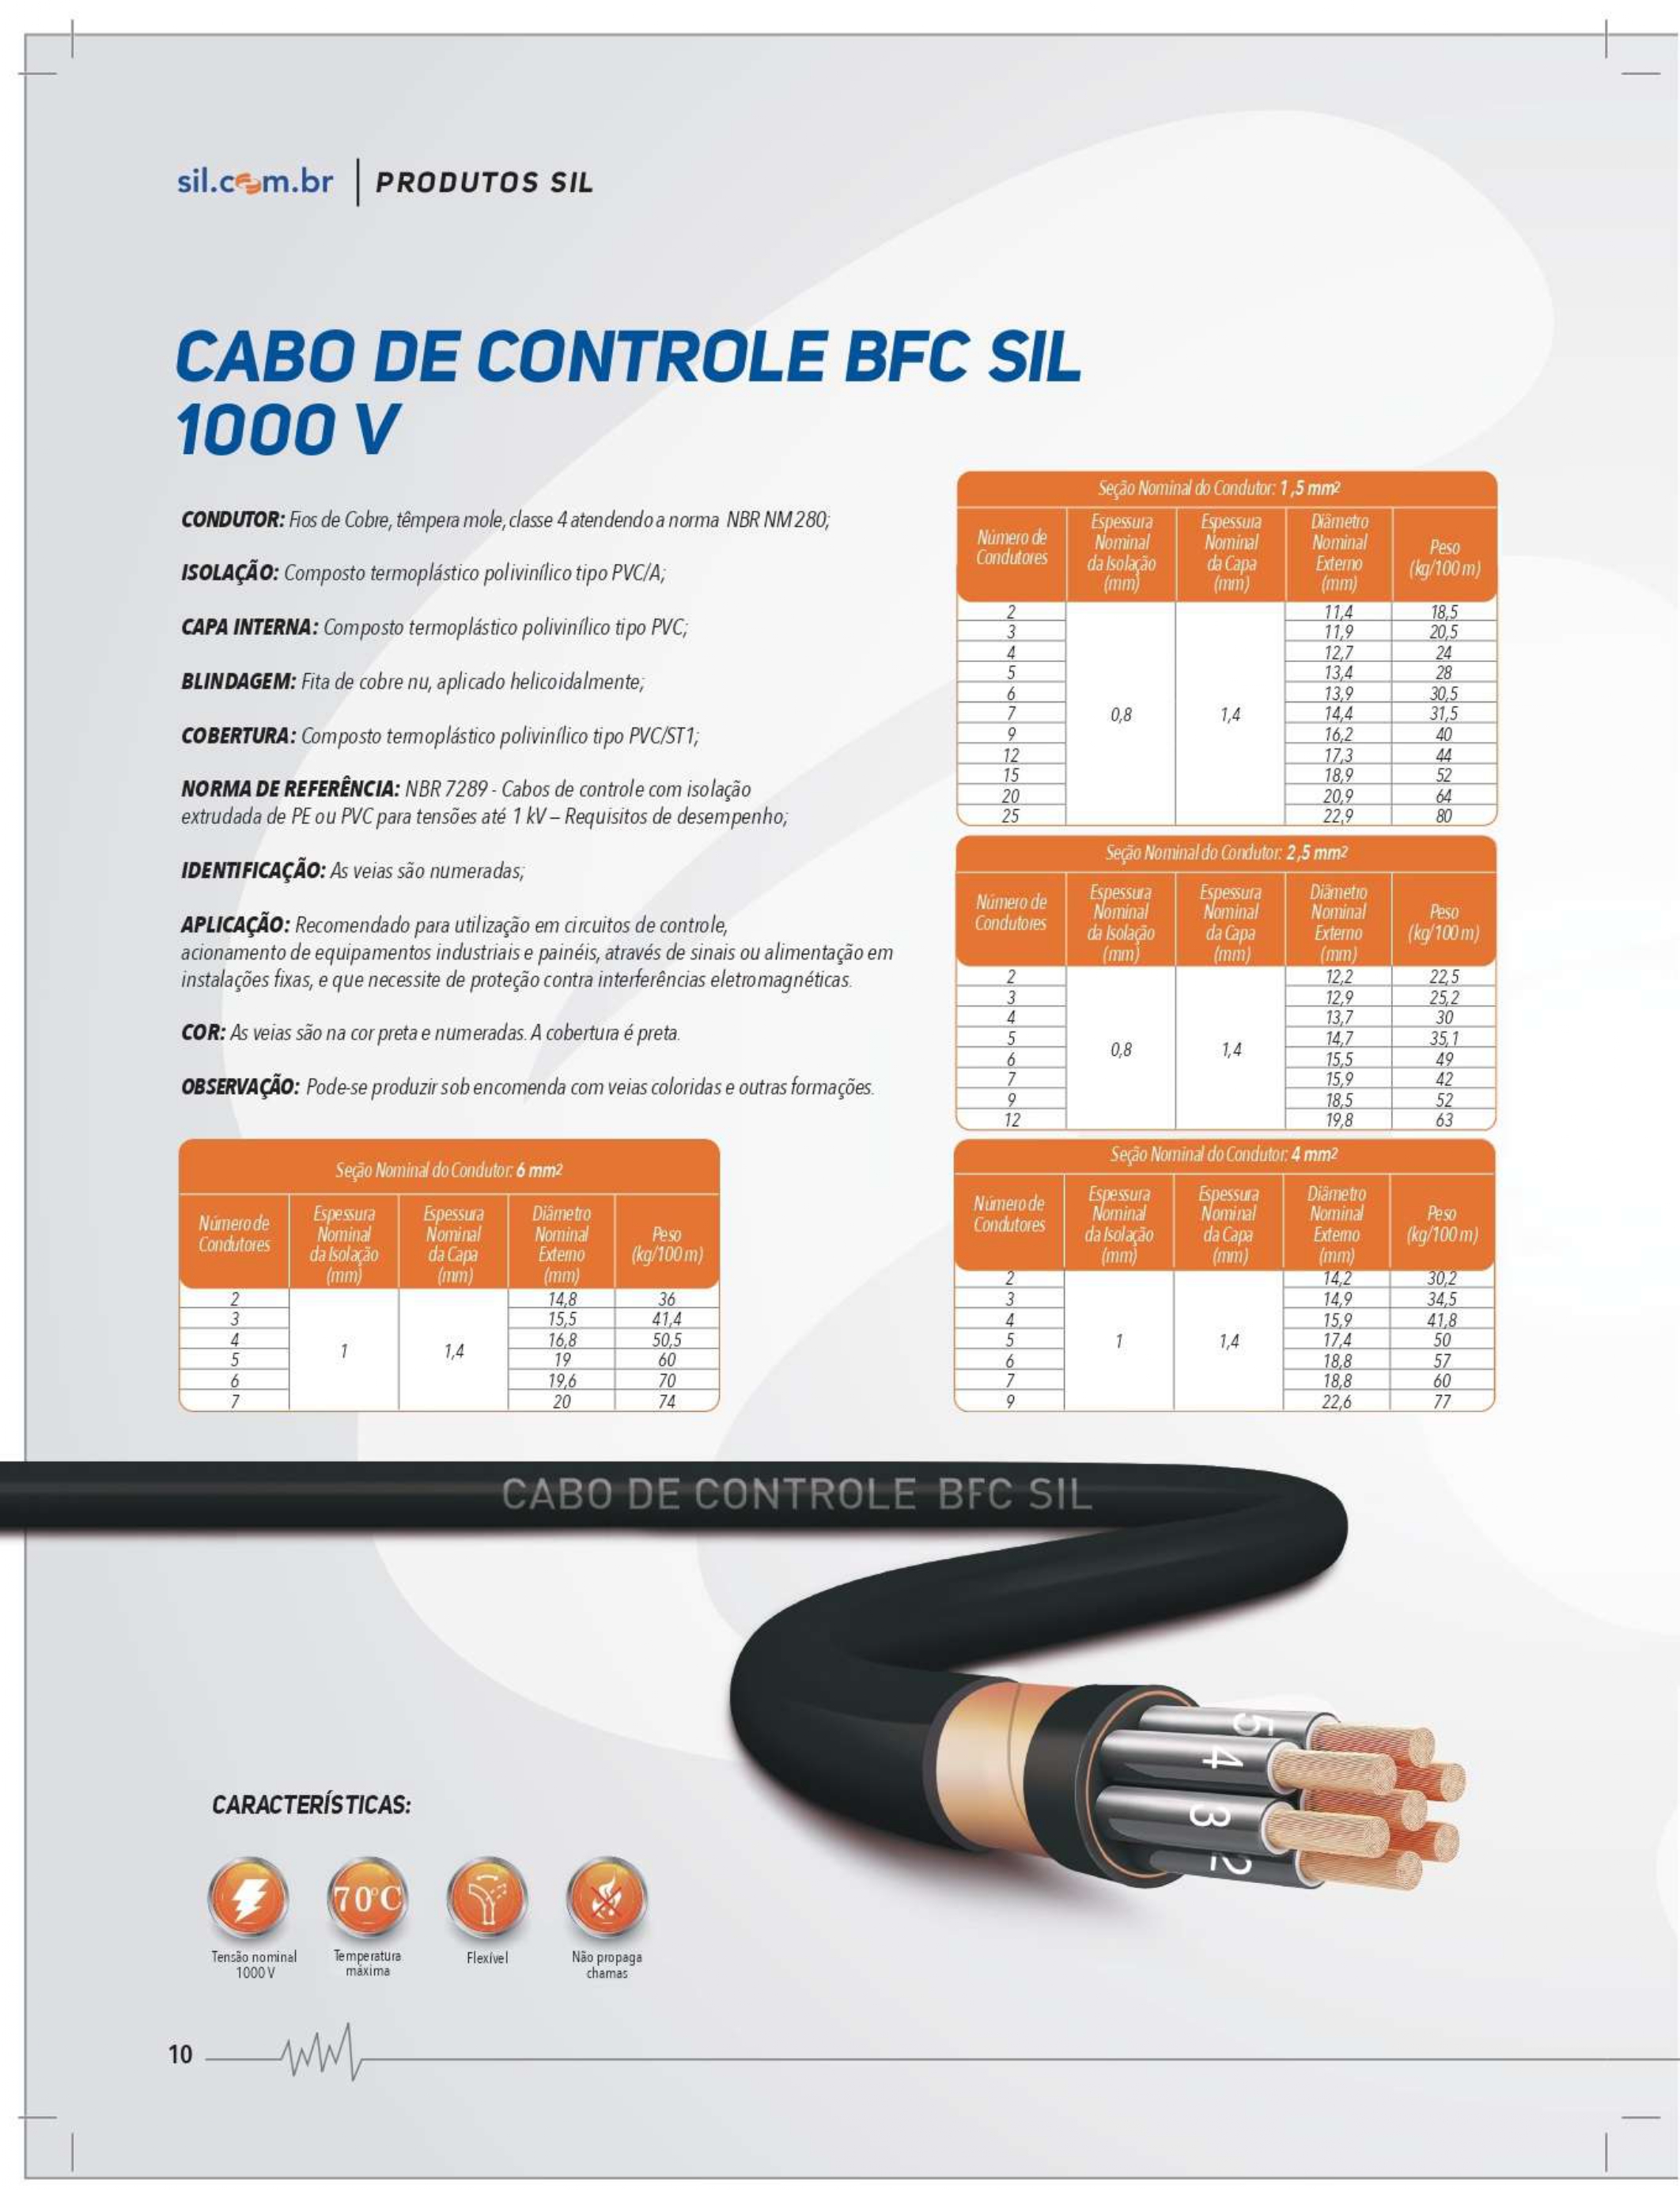 sil.com.br | PRODUTOS SIL
CABO DE CONTROLE BFC SIL
1000 V
CONDUTOR: Fios de Cobre, têmpera mole, classe 4 atendendo a norma NBR NM 280;
ISOLAÇÃO: Composto termoplástico polivinílico tipo PVC/A;
CAPA INTERNA: Composto termoplástico polivinílico tipo PVC;
BLINDAGEM: Fita de cobre nu, aplicado helicoidalmente;
COBERTURA: Composto termoplástico polivinílico tipo PVC/ST1;
NORMA DE REFERÊNCIA: NBR 7289 - Cabos de controle com isolação
extrudada de PE ou PVC para tensões até 1 kV – Requisitos de desempenho;
IDENTIFICAÇÃO: As veias são numeradas;
APLICAÇÃO: Recomendado para utilização em circuitos de controle,
acionamento de equipamentos industriais e painéis, através de sinais ou alimentação em
instalações fixas, e que necessite de proteção contra interferências eletromagnéticas.
COR: As veias são na cor preta e numeradas. A cobertura é preta.
OBSERVAÇÃO: Pode-se produzir sob encomenda com veias coloridas e outras formações.
Seção Nominal do Condutor: 1,5 mm2
Número de Condutores | Espessura Nominal da Isolação (mm) | Espessura Nominal da Capa (mm) | Diâmetro Nominal Externo (mm) | Peso (kg/100 m)
2 11,4 18,5
3 11,9 20,5
4 12,7 24
5 13,4 28
6 13,9 30,5
7 0,8 1,4 14,4 31,5
9 16,2 40
12 17,3 44
15 18,9 52
20 20,9 64
25 22,9 80
Seção Nominal do Condutor: 2,5 mm2
Número de Condutores | Espessura Nominal da Isolação (mm) | Espessura Nominal da Capa (mm) | Diâmetro Nominal Externo (mm) | Peso (kg/100 m)
2 12,2 22,5
3 12,9 25,2
4 13,7 30
5 14,7 35,1
6 0,8 1,4 15,5 49
7 15,9 42
9 18,5 52
12 19,8 63
Seção Nominal do Condutor: 4 mm2
Número de Condutores | Espessura Nominal da Isolação (mm) | Espessura Nominal da Capa (mm) | Diâmetro Nominal Externo (mm) | Peso (kg/100 m)
2 14,2 30,2
3 14,9 34,5
4 15,9 41,8
5 1 1,4 17,4 50
6 18,8 57
7 18,8 60
9 22,6 77
Seção Nominal do Condutor: 6 mm2
Número de Condutores | Espessura Nominal da Isolação (mm) | Espessura Nominal da Capa (mm) | Diâmetro Nominal Externo (mm) | Peso (kg/100 m)
2 14,8 36
3 15,5 41,4
4 16,8 50,5
5 1 1,4 19 60
6 19,6 70
7 20 74
CABO DE CONTROLE BFC SIL
5
4
3
2
CARACTERÍSTICAS:
70°C
Tensão nominal 1000 V
Temperatura máxima
Flexível
Não propaga chamas
10